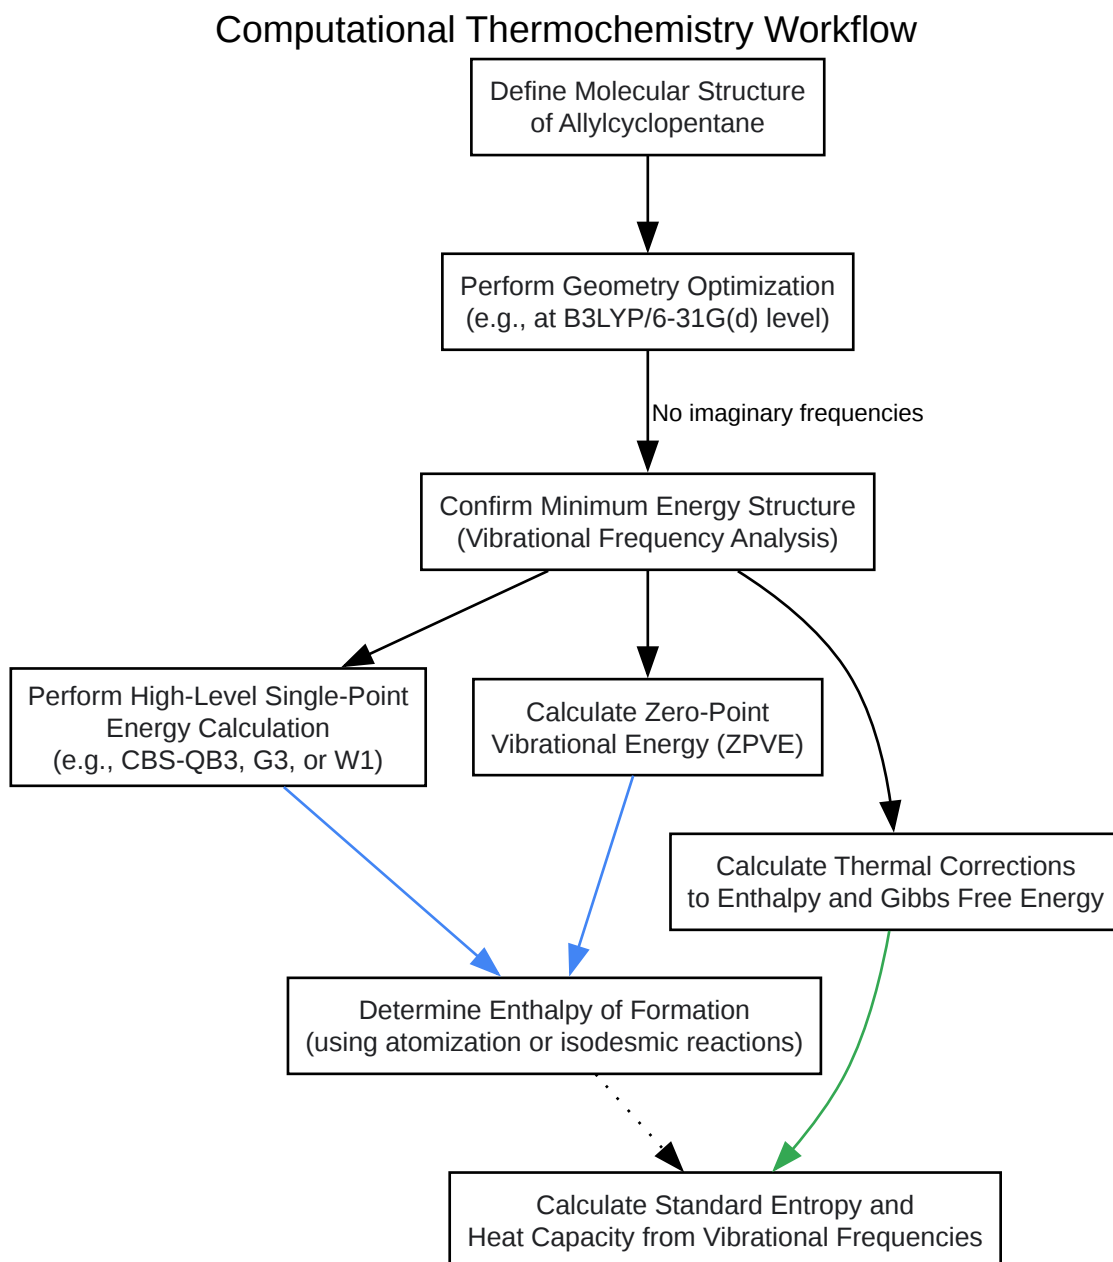 Computational Thermochemistry Workflow
Define Molecular Structure
of Allylcyclopentane
Perform Geometry Optimization
(e.g., at B3LYP/6-31G(d) level)
No imaginary frequencies
Confirm Minimum Energy Structure
(Vibrational Frequency Analysis)
Perform High-Level Single-Point
Energy Calculation
(e.g., CBS-QB3, G3, or W1)
Calculate Zero-Point
Vibrational Energy (ZPVE)
Calculate Thermal Corrections
to Enthalpy and Gibbs Free Energy
Determine Enthalpy of Formation
(using atomization or isodesmic reactions)
Calculate Standard Entropy and
Heat Capacity from Vibrational Frequencies